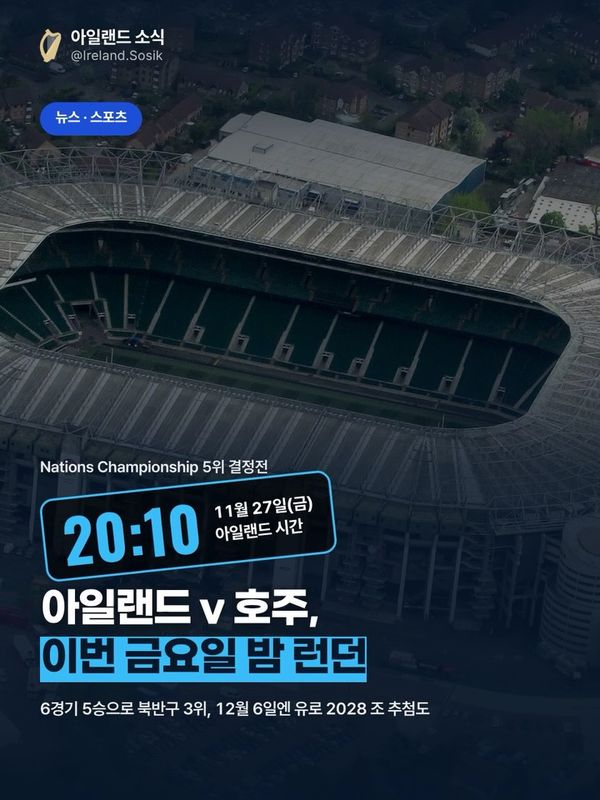 아일랜드 소식
@Ireland.Sosik
뉴스 · 스포츠
Nations Championship 5위 결정전
20:10
11월 27일(금)
아일랜드 시간
아일랜드 v 호주,
이번 금요일 밤 런던
6경기 5승으로 북반구 3위, 12월 6일엔 유로 2028 조 추첨도